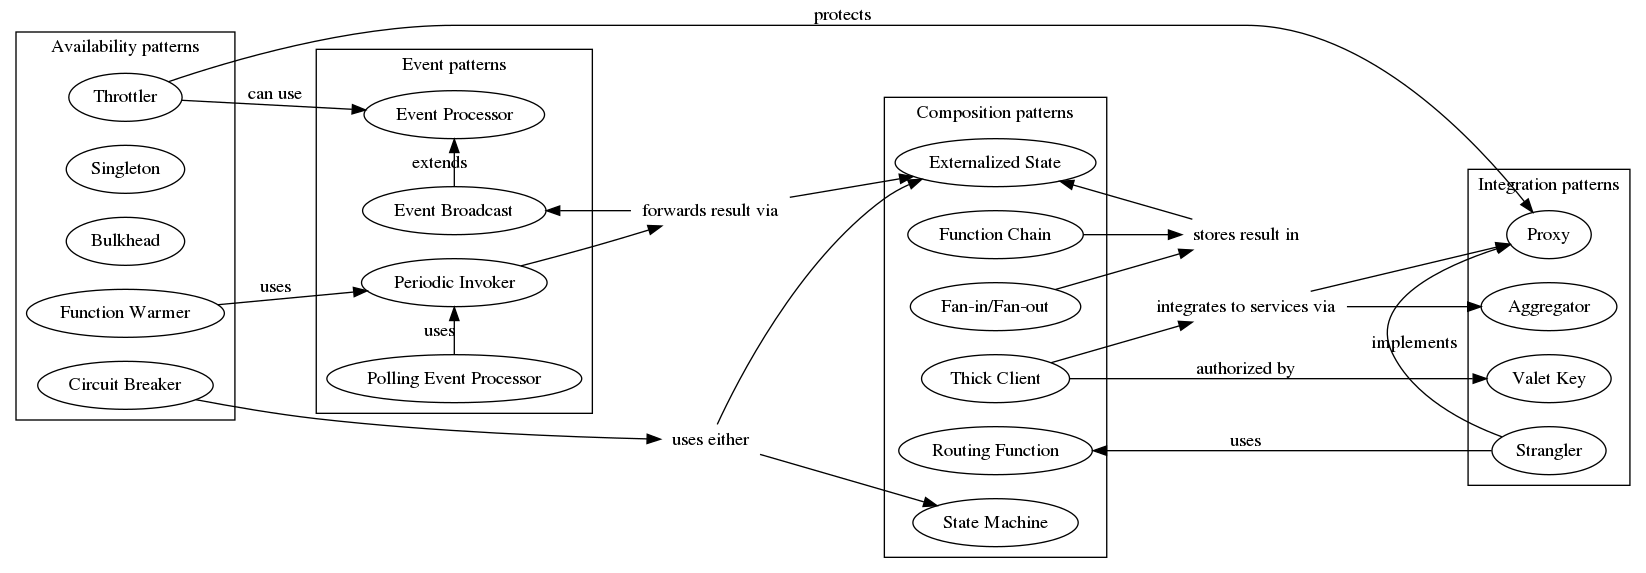 protects
Availability patterns
Throttler
can use
Singleton
Bulkhead
Function Warmer
uses
Circuit Breaker
Event patterns
Event Processor
extends
Event Broadcast
Periodic Invoker
uses
Polling Event Processor
forwards result via
uses either
Composition patterns
Externalized State
Function Chain
Fan-in/Fan-out
Thick Client
Routing Function
State Machine
stores result in
integrates to services via
authorized by
uses
implements
Integration patterns
Proxy
Aggregator
Valet Key
Strangler